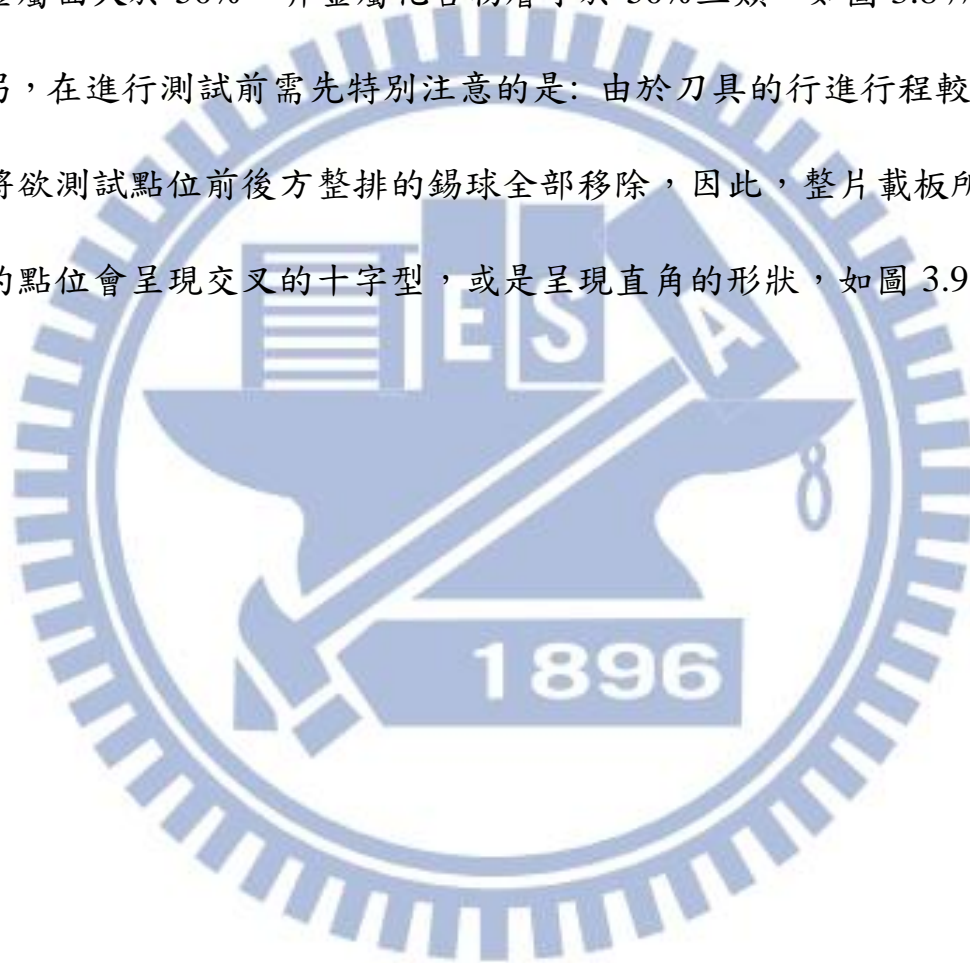 在進行測試前需先特別注意的是: 由於刀具的行進行程較
將欲測試點位前後方整排的錫球全部移除,因此,整片載板所
的點位會呈現交叉的十字型,或是呈現直角的形狀,如圖 3.9
E S A
8
1896